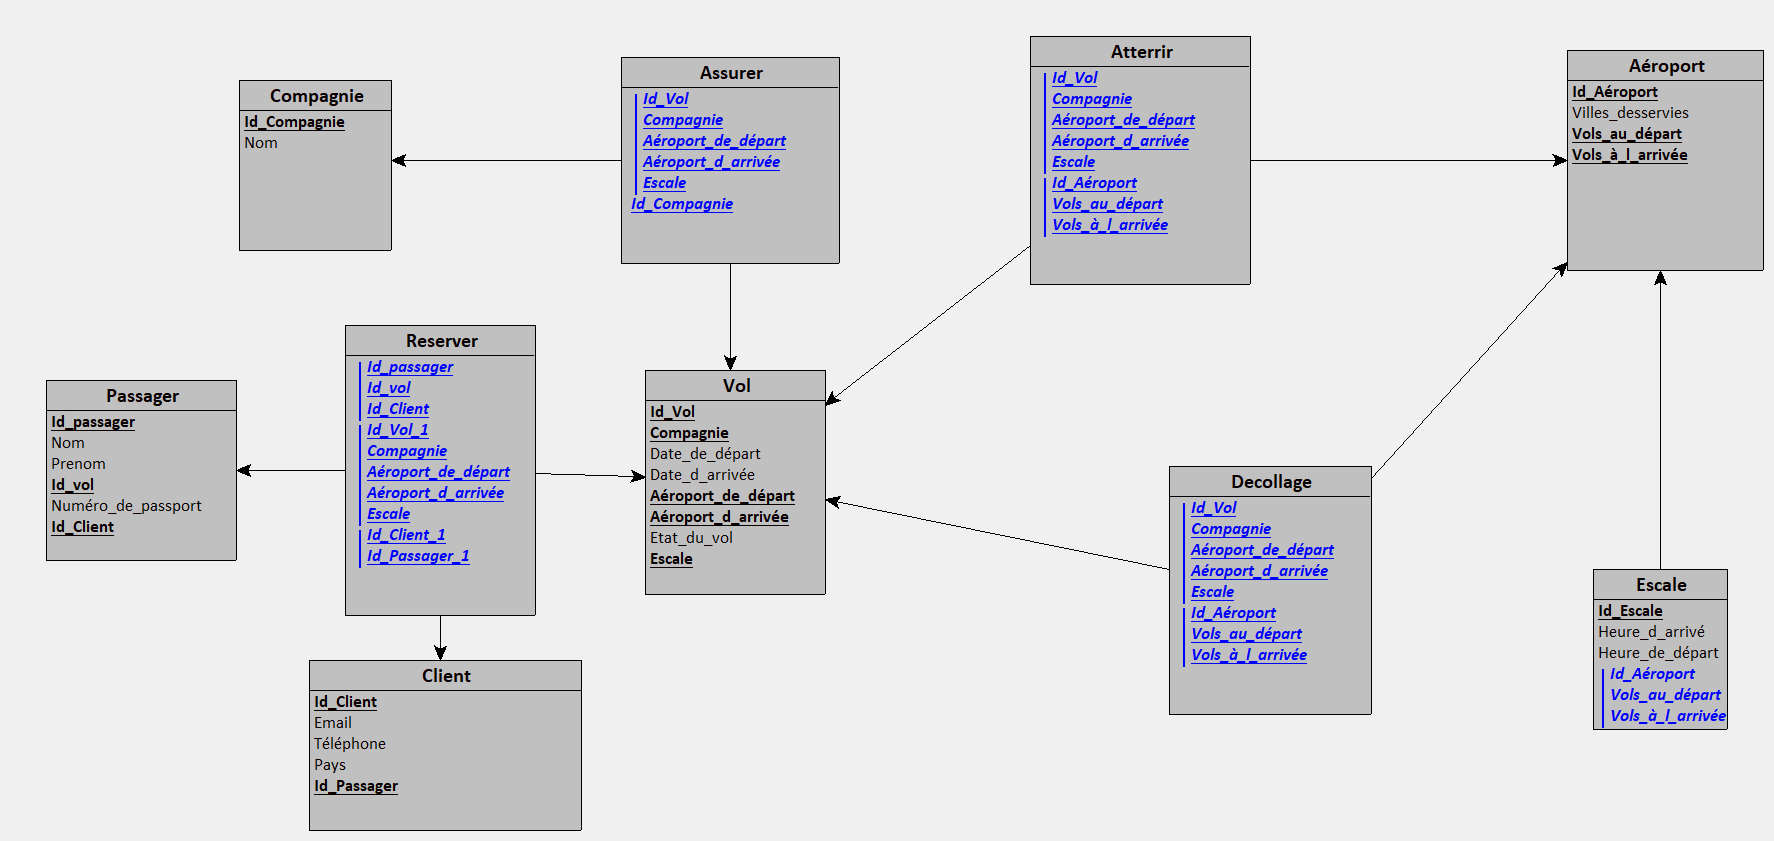 Compagnie
Id_Compagnie
Nom
Assurer
Id_Vol
Compagnie
Aéroport_de_départ
Aéroport_d_arrivée
Escale
Id_Compagnie
Atterrir
Id_Vol
Compagnie
Aéroport_de_départ
Aéroport_d_arrivée
Escale
Id_Aéroport
Vols_au_départ
Vols_à_l_arrivée
Aéroport
Id_Aéroport
Villes_desservies
Vols_au_départ
Vols_à_l_arrivée
Passager
Id_passager
Nom
Prenom
Id_vol
Numéro_de_passport
Id_Client
Reserver
Id_passager
Id_vol
Id_Client
Id_Vol_1
Compagnie
Aéroport_de_départ
Aéroport_d_arrivée
Escale
Id_Client_1
Id_Passager_1
Vol
Id_Vol
Compagnie
Date_de_départ
Date_d_arrivée
Aéroport_de_départ
Aéroport_d_arrivée
Etat_du_vol
Escale
Decollage
Id_Vol
Compagnie
Aéroport_de_départ
Aéroport_d_arrivée
Escale
Id_Aéroport
Vols_au_départ
Vols_à_l_arrivée
Escale
Id_Escale
Heure_d_arrivé
Heure_de_départ
Id_Aéroport
Vols_au_départ
Vols_à_l_arrivée
Client
Id_Client
Email
Téléphone
Pays
Id_Passager